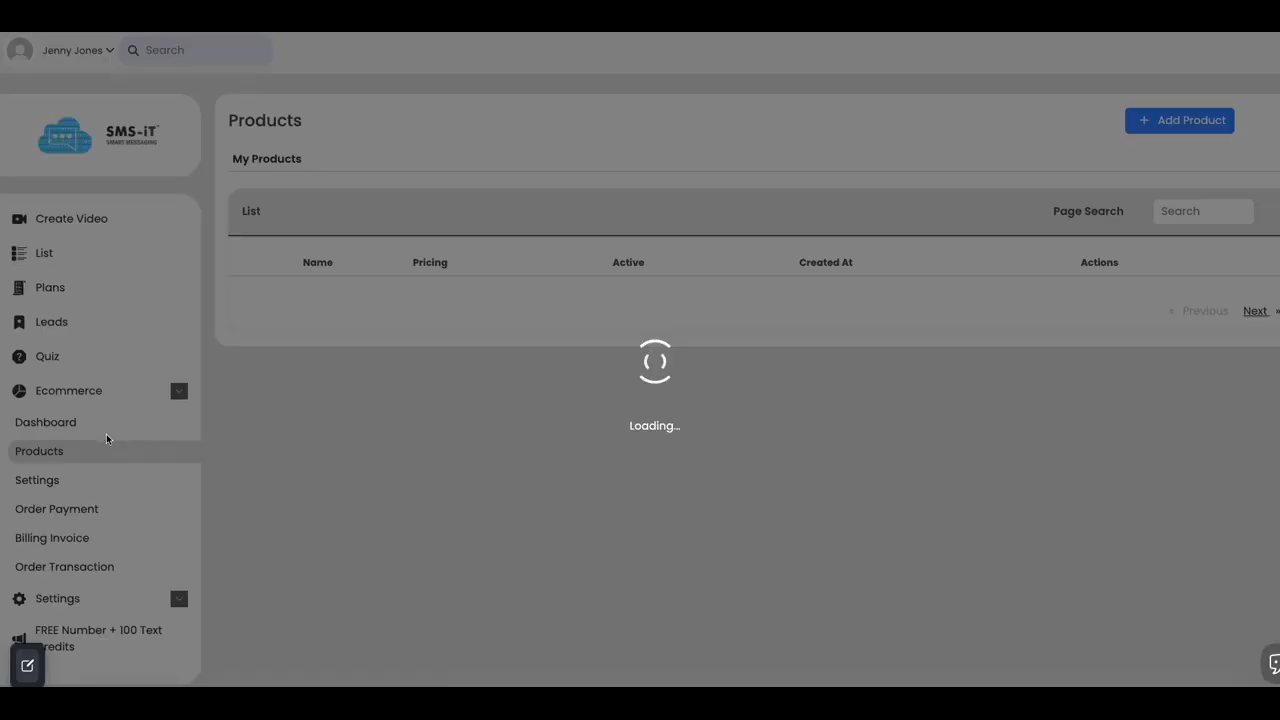 Jenny Jones
Search
SMS-iT
SMART MESSAGING
Products
+ Add Product
My Products
List
Page Search
Search
Name
Pricing
Active
Created At
Actions
« Previous
Next »
Loading...
Create Video
List
Plans
Leads
Quiz
Ecommerce
Dashboard
Products
Settings
Order Payment
Billing Invoice
Order Transaction
Settings
FREE Number + 100 Text
redits